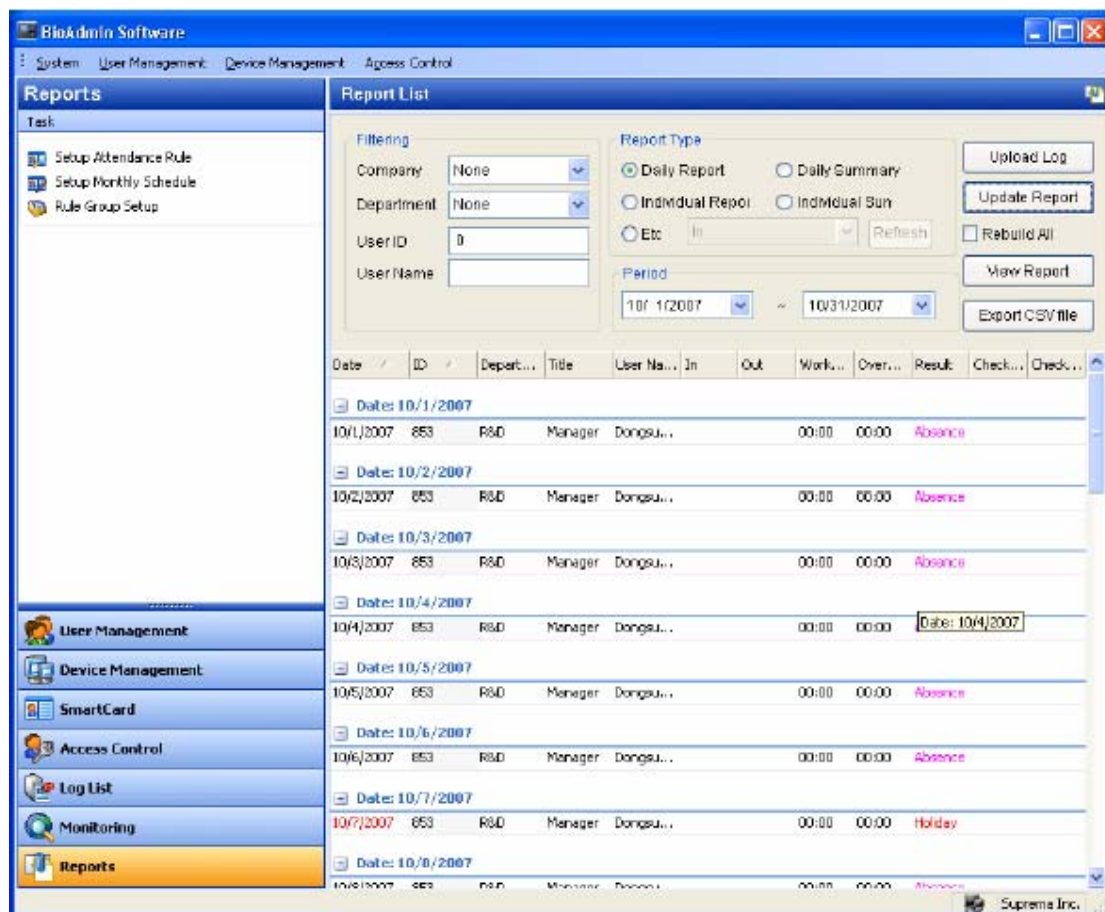 BioAdmin Software
System User Management Device Management Access Control
Reports
Task
Setup Attendance Rule
Setup Monthly Schedule
Rule Group Setup
User Management
Device Management
SmartCard
Access Control
Log List
Monitoring
Reports
Report List
Filtering
Company None
Department None
User ID 0
User Name
Report Type
Daily Report Daily Summary
Individual Repor Individual Sun
Etc In Refresh
Period
10/ 1/2007 ~ 10/31/2007
Upload Log
Update Report
Rebuild All
View Report
Export CSV file
Date ID Depart... Title User Na... In Out Work... Over... Result Check... Check...
Date: 10/1/2007
10/1/2007 853 R&D Manager Dongsu... 00:00 00:00 Absence
Date: 10/2/2007
10/2/2007 853 R&D Manager Dongsu... 00:00 00:00 Absence
Date: 10/3/2007
10/3/2007 853 R&D Manager Dongsu... 00:00 00:00 Absence
Date: 10/4/2007
10/4/2007 853 R&D Manager Dongsu... 00:00 00:00
Date: 10/4/2007
Date: 10/5/2007
10/5/2007 853 R&D Manager Dongsu... 00:00 00:00 Absence
Date: 10/6/2007
10/6/2007 853 R&D Manager Dongsu... 00:00 00:00 Absence
Date: 10/7/2007
10/7/2007 853 R&D Manager Dongsu... 00:00 00:00 Holiday
Date: 10/8/2007
Suprema Inc.